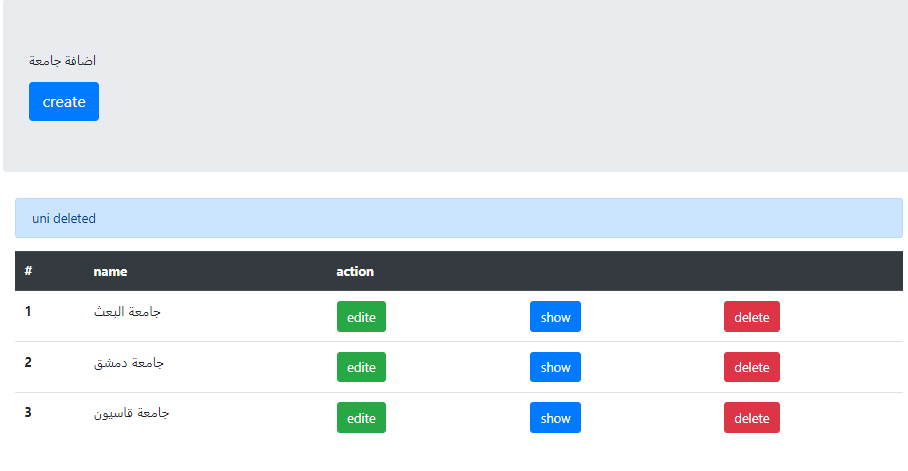 اضافة جامعة
create
uni deleted
# name action
1 جامعة البعث edite show delete
2 جامعة دمشق edite show delete
3 جامعة قاسيون edite show delete